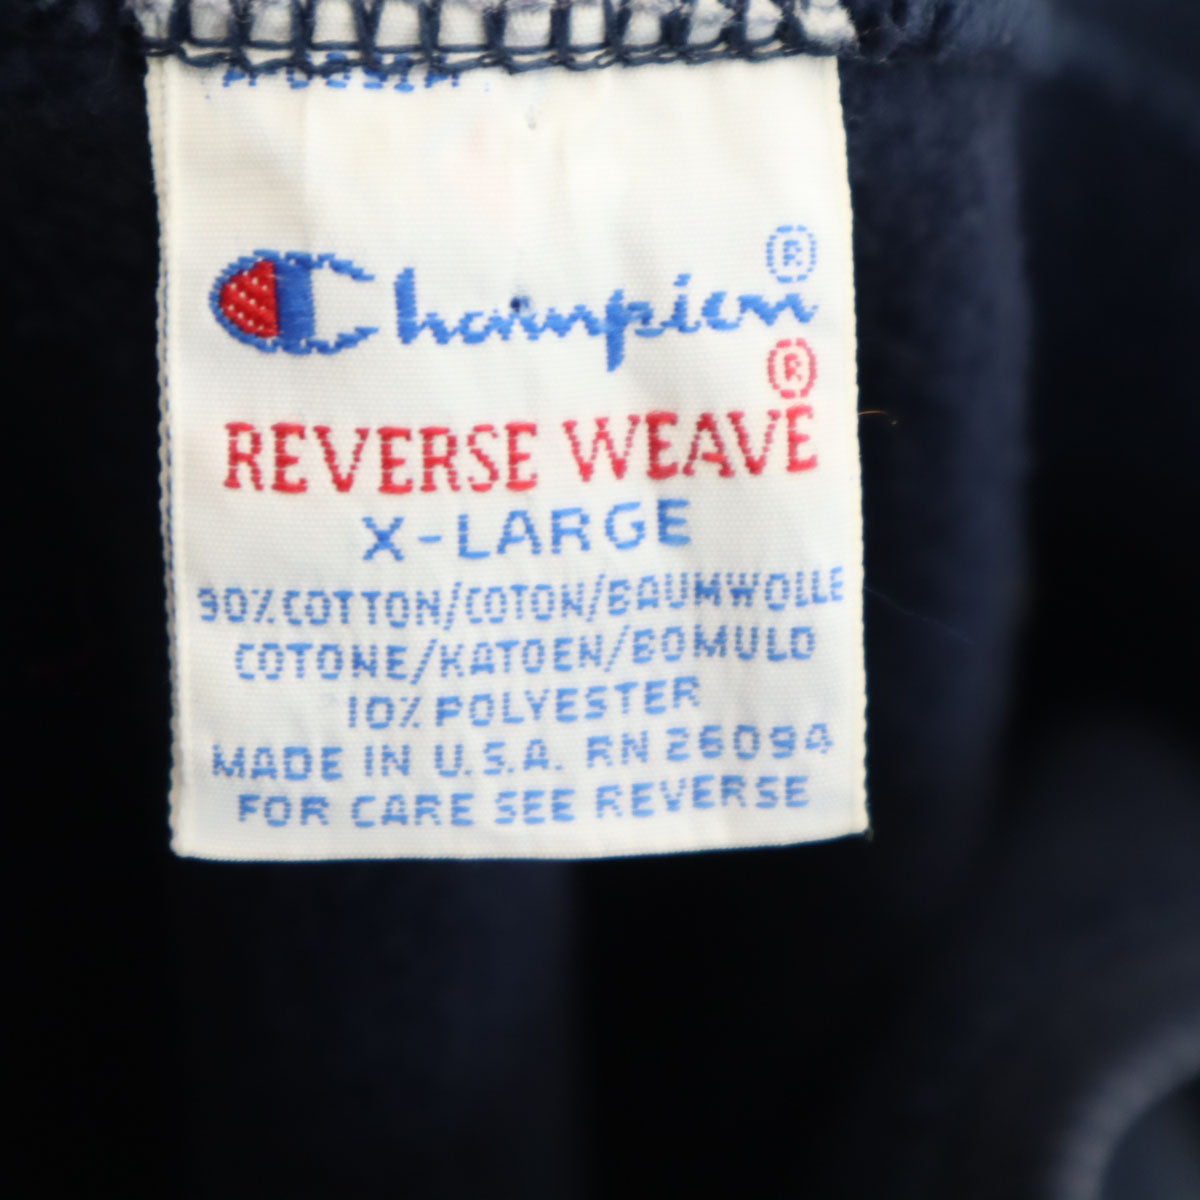 Champion®
REVERSE WEAVE®
X-LARGE
90% COTTON/COTON/BAUMWOLLE
COTONE/KATOEN/BOMULD
10% POLYESTER
MADE IN U.S.A. RN 26094
FOR CARE SEE REVERSE